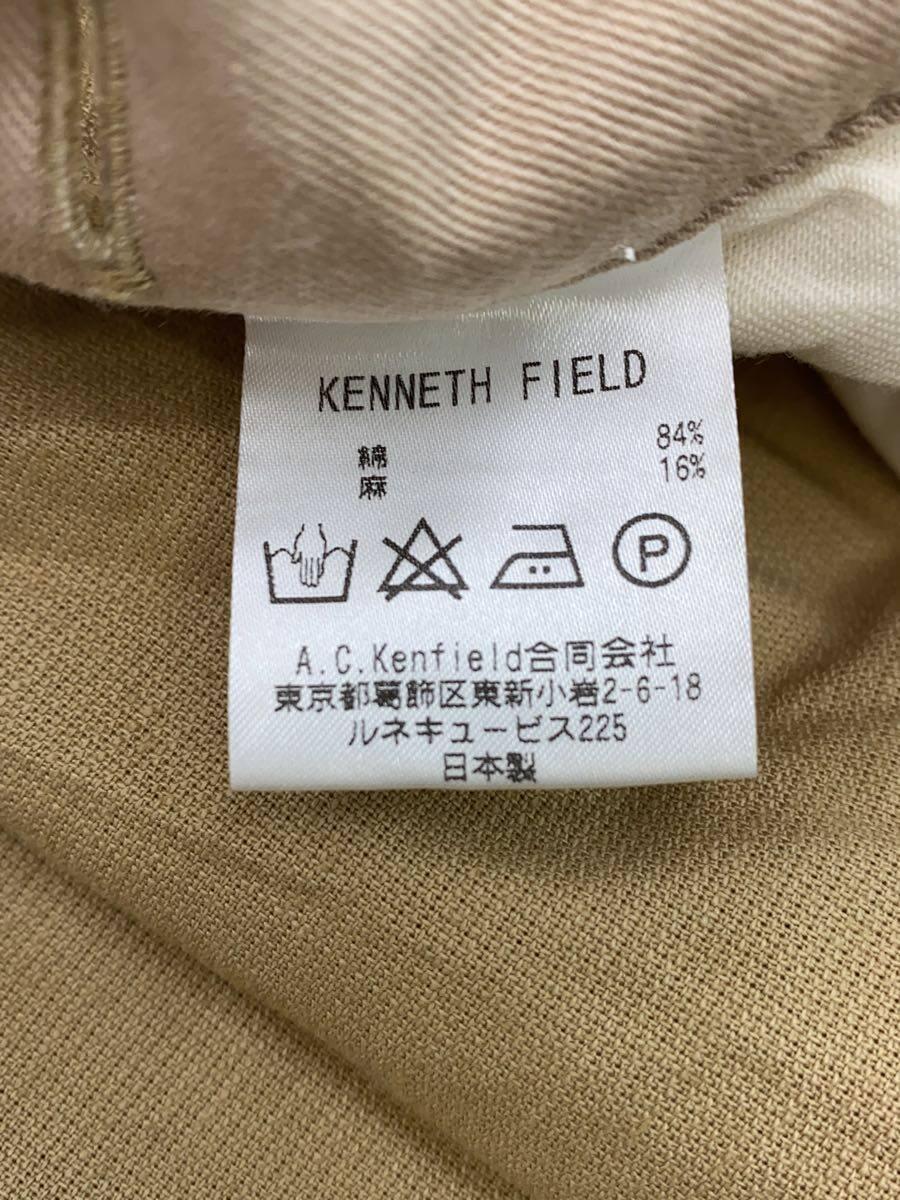 KENNETH FIELD
綿 84%
麻 16%
P
A.C.Kenfield合同会社
東京都葛飾区東新小岩2-6-18
ルネキュービス225
日本製